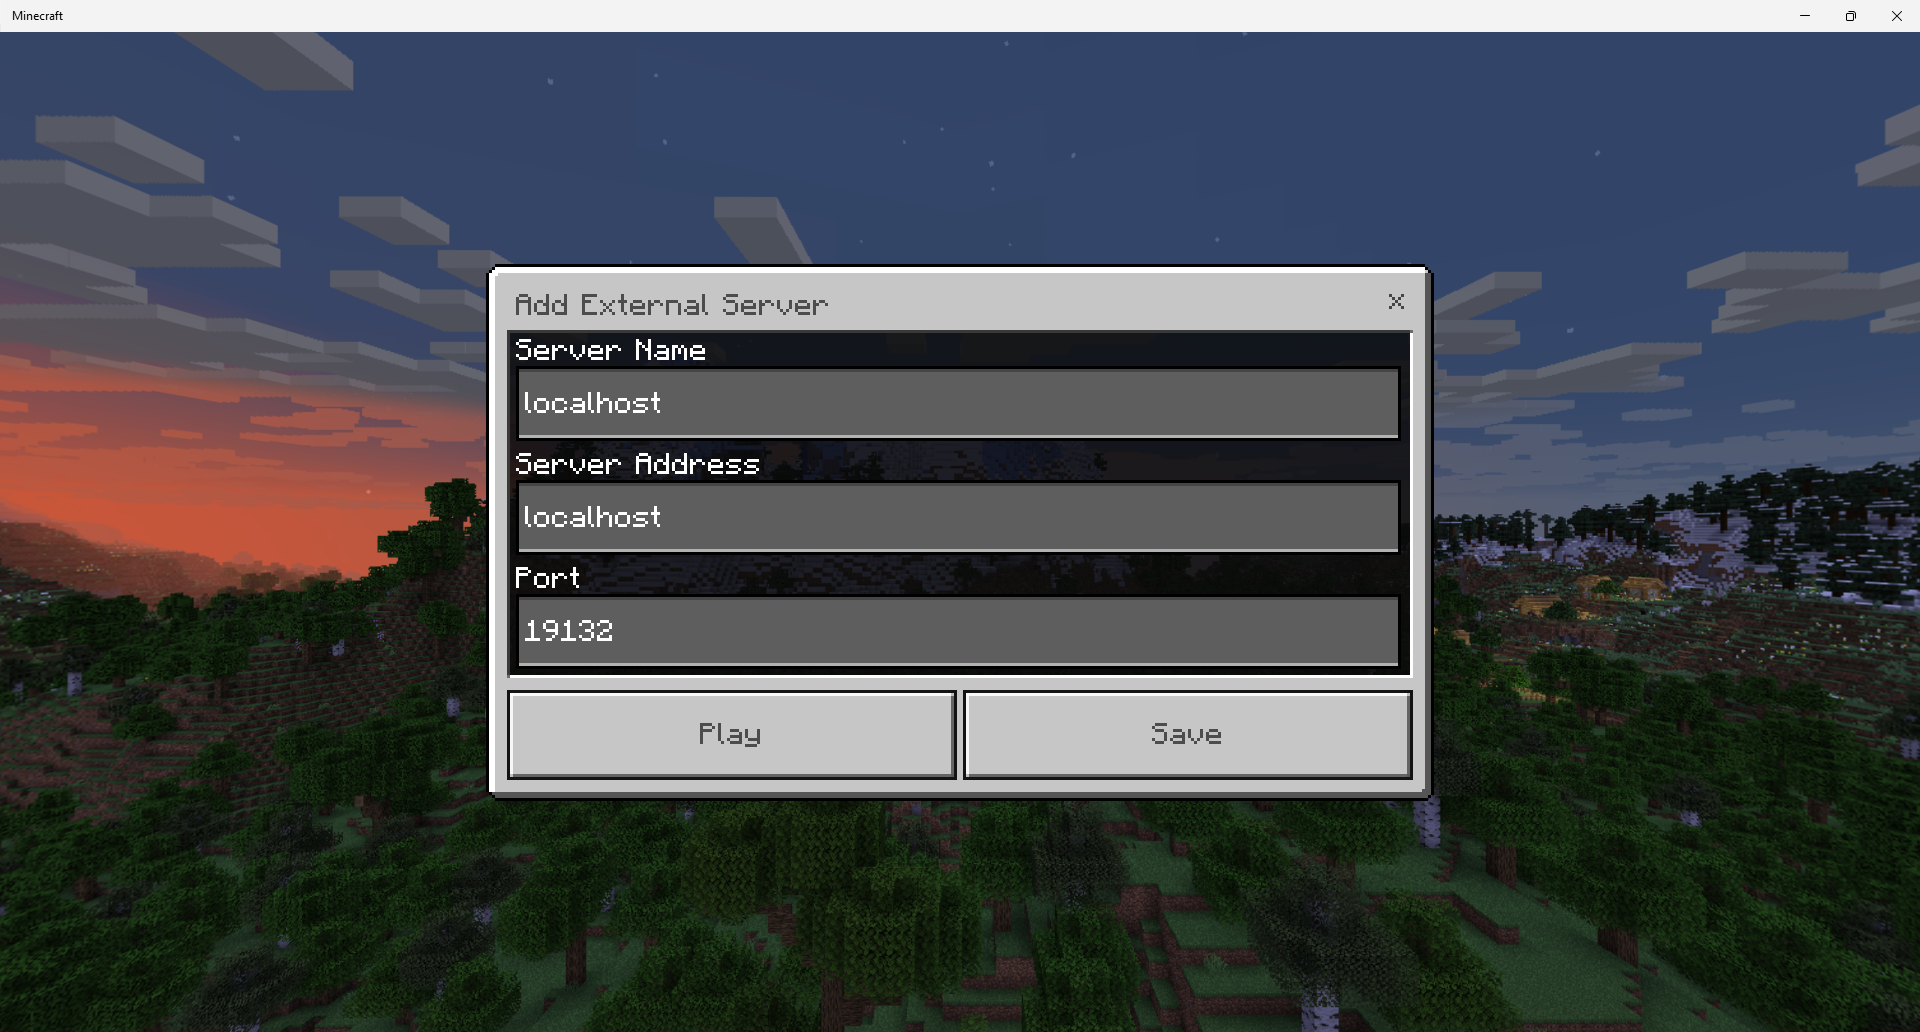 Minecraft
Add External Server
Server Name
localhost
Server Address
localhost
Port
19132
Play
Save